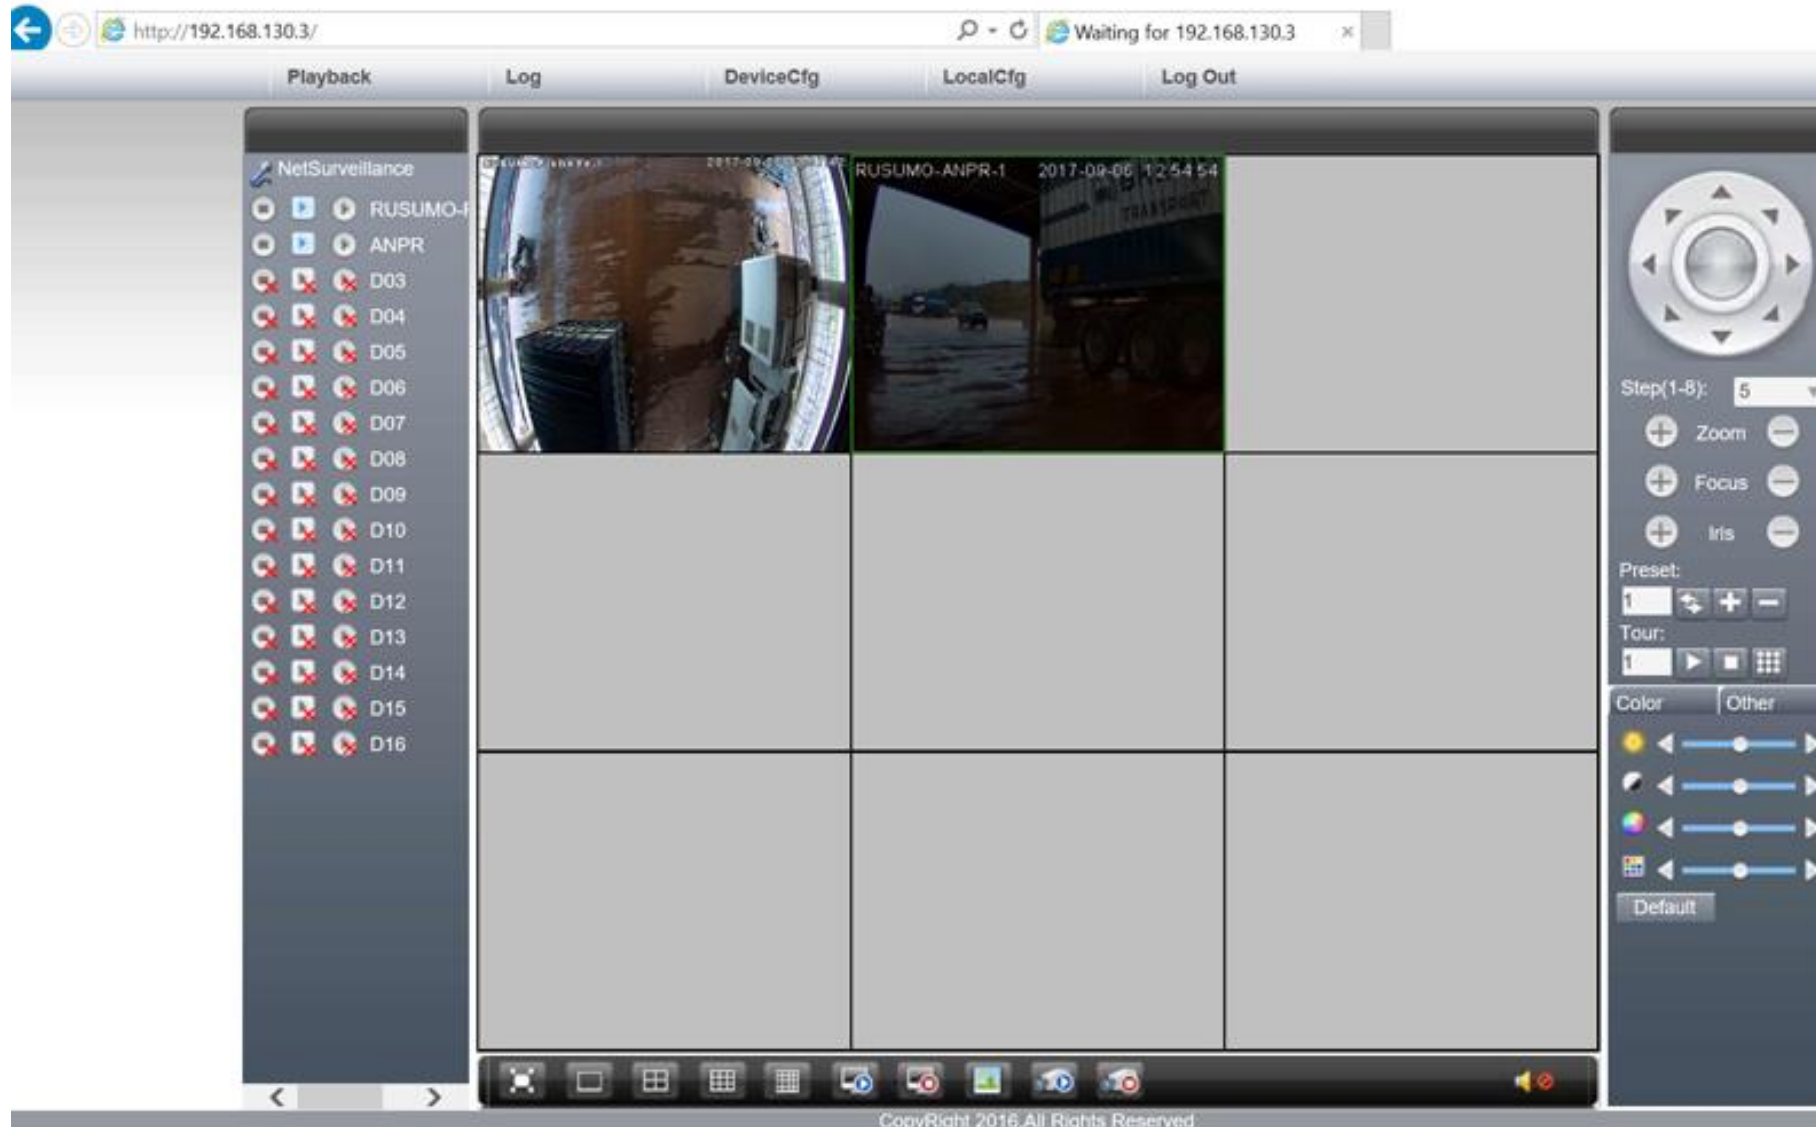 http://192.168.130.3/
Waiting for 192.168.130.3
Playback Log DeviceCfg LocalCfg Log Out
NetSurveillance
RUSUMO-
ANPR
D03
D04
D05
D06
D07
D08
D09
D10
D11
D12
D13
D14
D15
D16
RUSUMO-ANPR-1 2017-09-06 12:54:54
TRANSPORT
Step(1-8): 5
Zoom
Focus
Iris
Preset:
1
Tour:
1
Color Other
Default
CopyRight 2016.All Rights Reserved